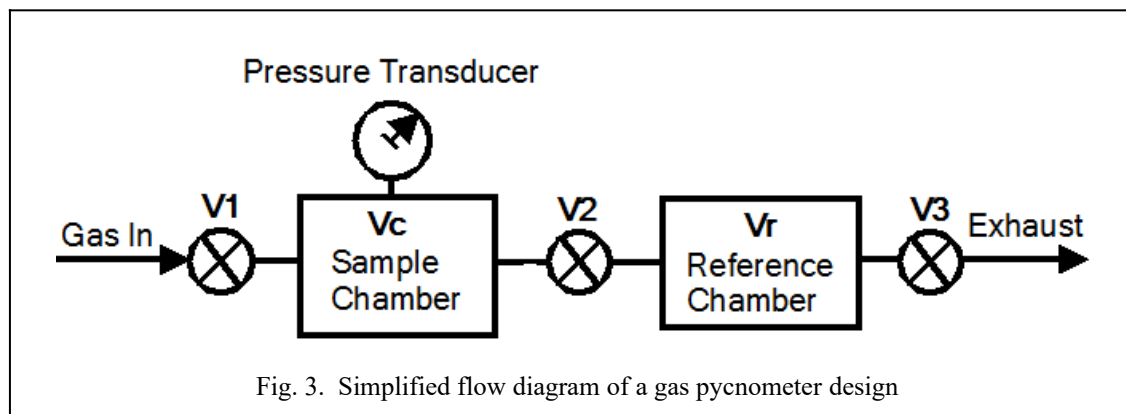 Pressure Transducer
V1
Vc
V2
Vr
V3
Gas In
Sample
Chamber
Reference
Chamber
Exhaust
Fig. 3. Simplified flow diagram of a gas pycnometer design